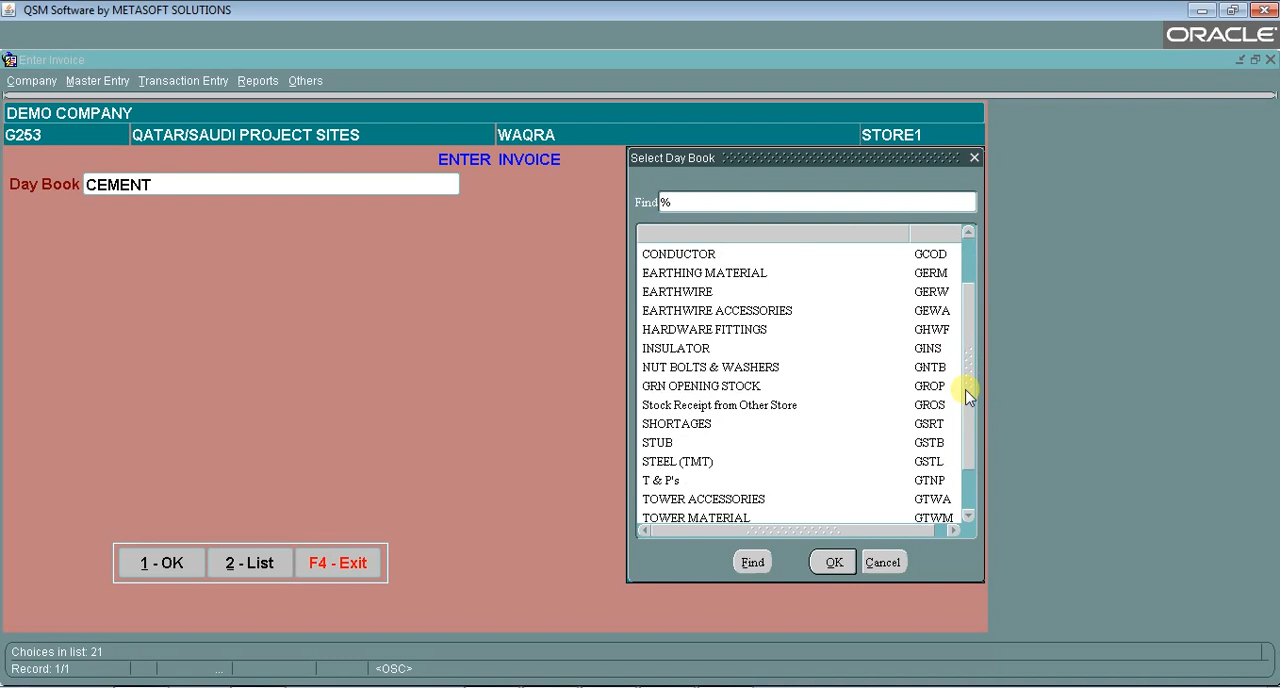 QSM Software by METASOFT SOLUTIONS
ORACLE
Enter Invoice
Company Master Entry Transaction Entry Reports Others
DEMO COMPANY
G253 QATAR/SAUDI PROJECT SITES WAQRA STORE1
ENTER INVOICE
Day Book CEMENT
Select Day Book
Find %
CONDUCTOR GCOD
EARTHING MATERIAL GERM
EARTHWIRE GERW
EARTHWIRE ACCESSORIES GEWA
HARDWARE FITTINGS GHWF
INSULATOR GINS
NUT BOLTS & WASHERS GNTB
GRN OPENING STOCK GROP
Stock Receipt from Other Store GROS
SHORTAGES GSRT
STUB GSTB
STEEL (TMT) GSTL
T & P's GTNP
TOWER ACCESSORIES GTWA
TOWER MATERIAL GTWM
Find OK Cancel
1 - OK 2 - List F4 - Exit
Choices in list: 21
Record: 1/1 ... <OSC>